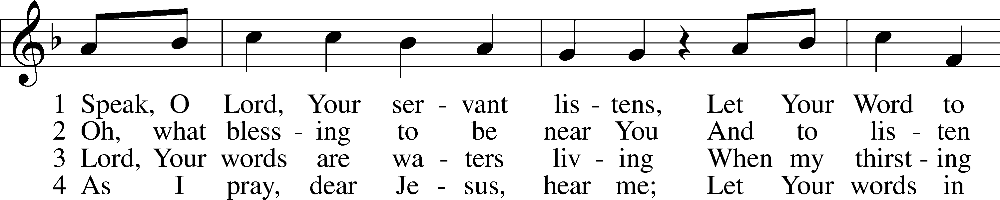 1 Speak, O Lord, Your ser - vant lis - tens, Let Your Word to
2 Oh, what bless - ing to be near You And to lis - ten
3 Lord, Your words are wa - ters liv - ing When my thirst - ing
4 As I pray, dear Je - sus, hear me; Let Your words in